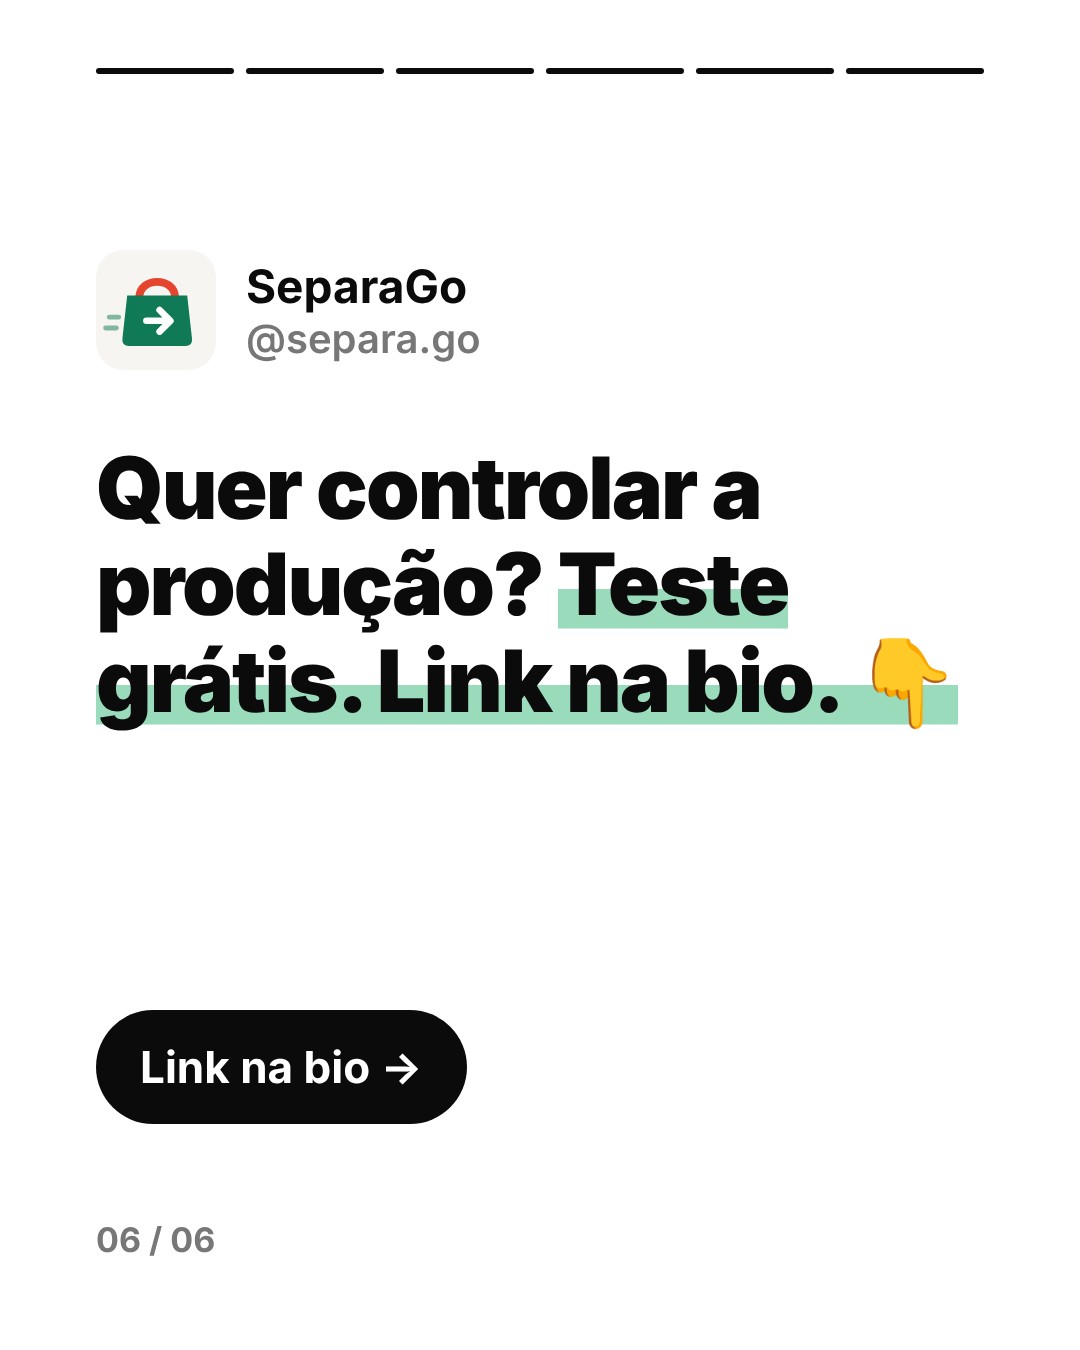 SeparaGo
@separa.go
Quer controlar a
produção? Teste
grátis. Link na bio. 👇
Link na bio →
06 / 06